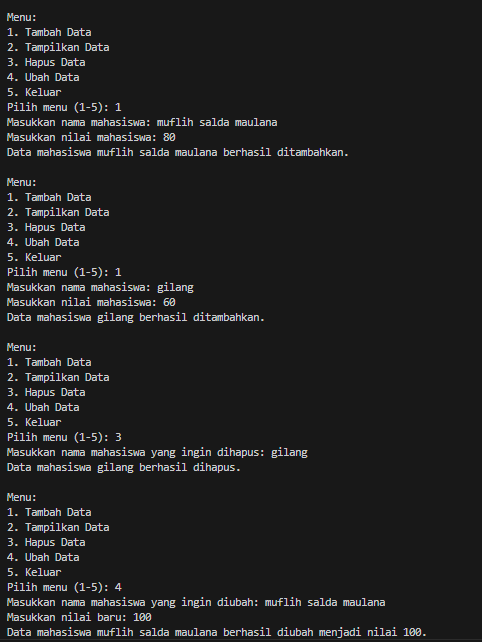 Menu:
1. Tambah Data
2. Tampilkan Data
3. Hapus Data
4. Ubah Data
5. Keluar
Pilih menu (1-5): 1
Masukkan nama mahasiswa: muflih salda maulana
Masukkan nilai mahasiswa: 80
Data mahasiswa muflih salda maulana berhasil ditambahkan.
Menu:
1. Tambah Data
2. Tampilkan Data
3. Hapus Data
4. Ubah Data
5. Keluar
Pilih menu (1-5): 1
Masukkan nama mahasiswa: gilang
Masukkan nilai mahasiswa: 60
Data mahasiswa gilang berhasil ditambahkan.
Menu:
1. Tambah Data
2. Tampilkan Data
3. Hapus Data
4. Ubah Data
5. Keluar
Pilih menu (1-5): 3
Masukkan nama mahasiswa yang ingin dihapus: gilang
Data mahasiswa gilang berhasil dihapus.
Menu:
1. Tambah Data
2. Tampilkan Data
3. Hapus Data
4. Ubah Data
5. Keluar
Pilih menu (1-5): 4
Masukkan nama mahasiswa yang ingin diubah: muflih salda maulana
Masukkan nilai baru: 100
Data mahasiswa muflih salda maulana berhasil diubah menjadi nilai 100.